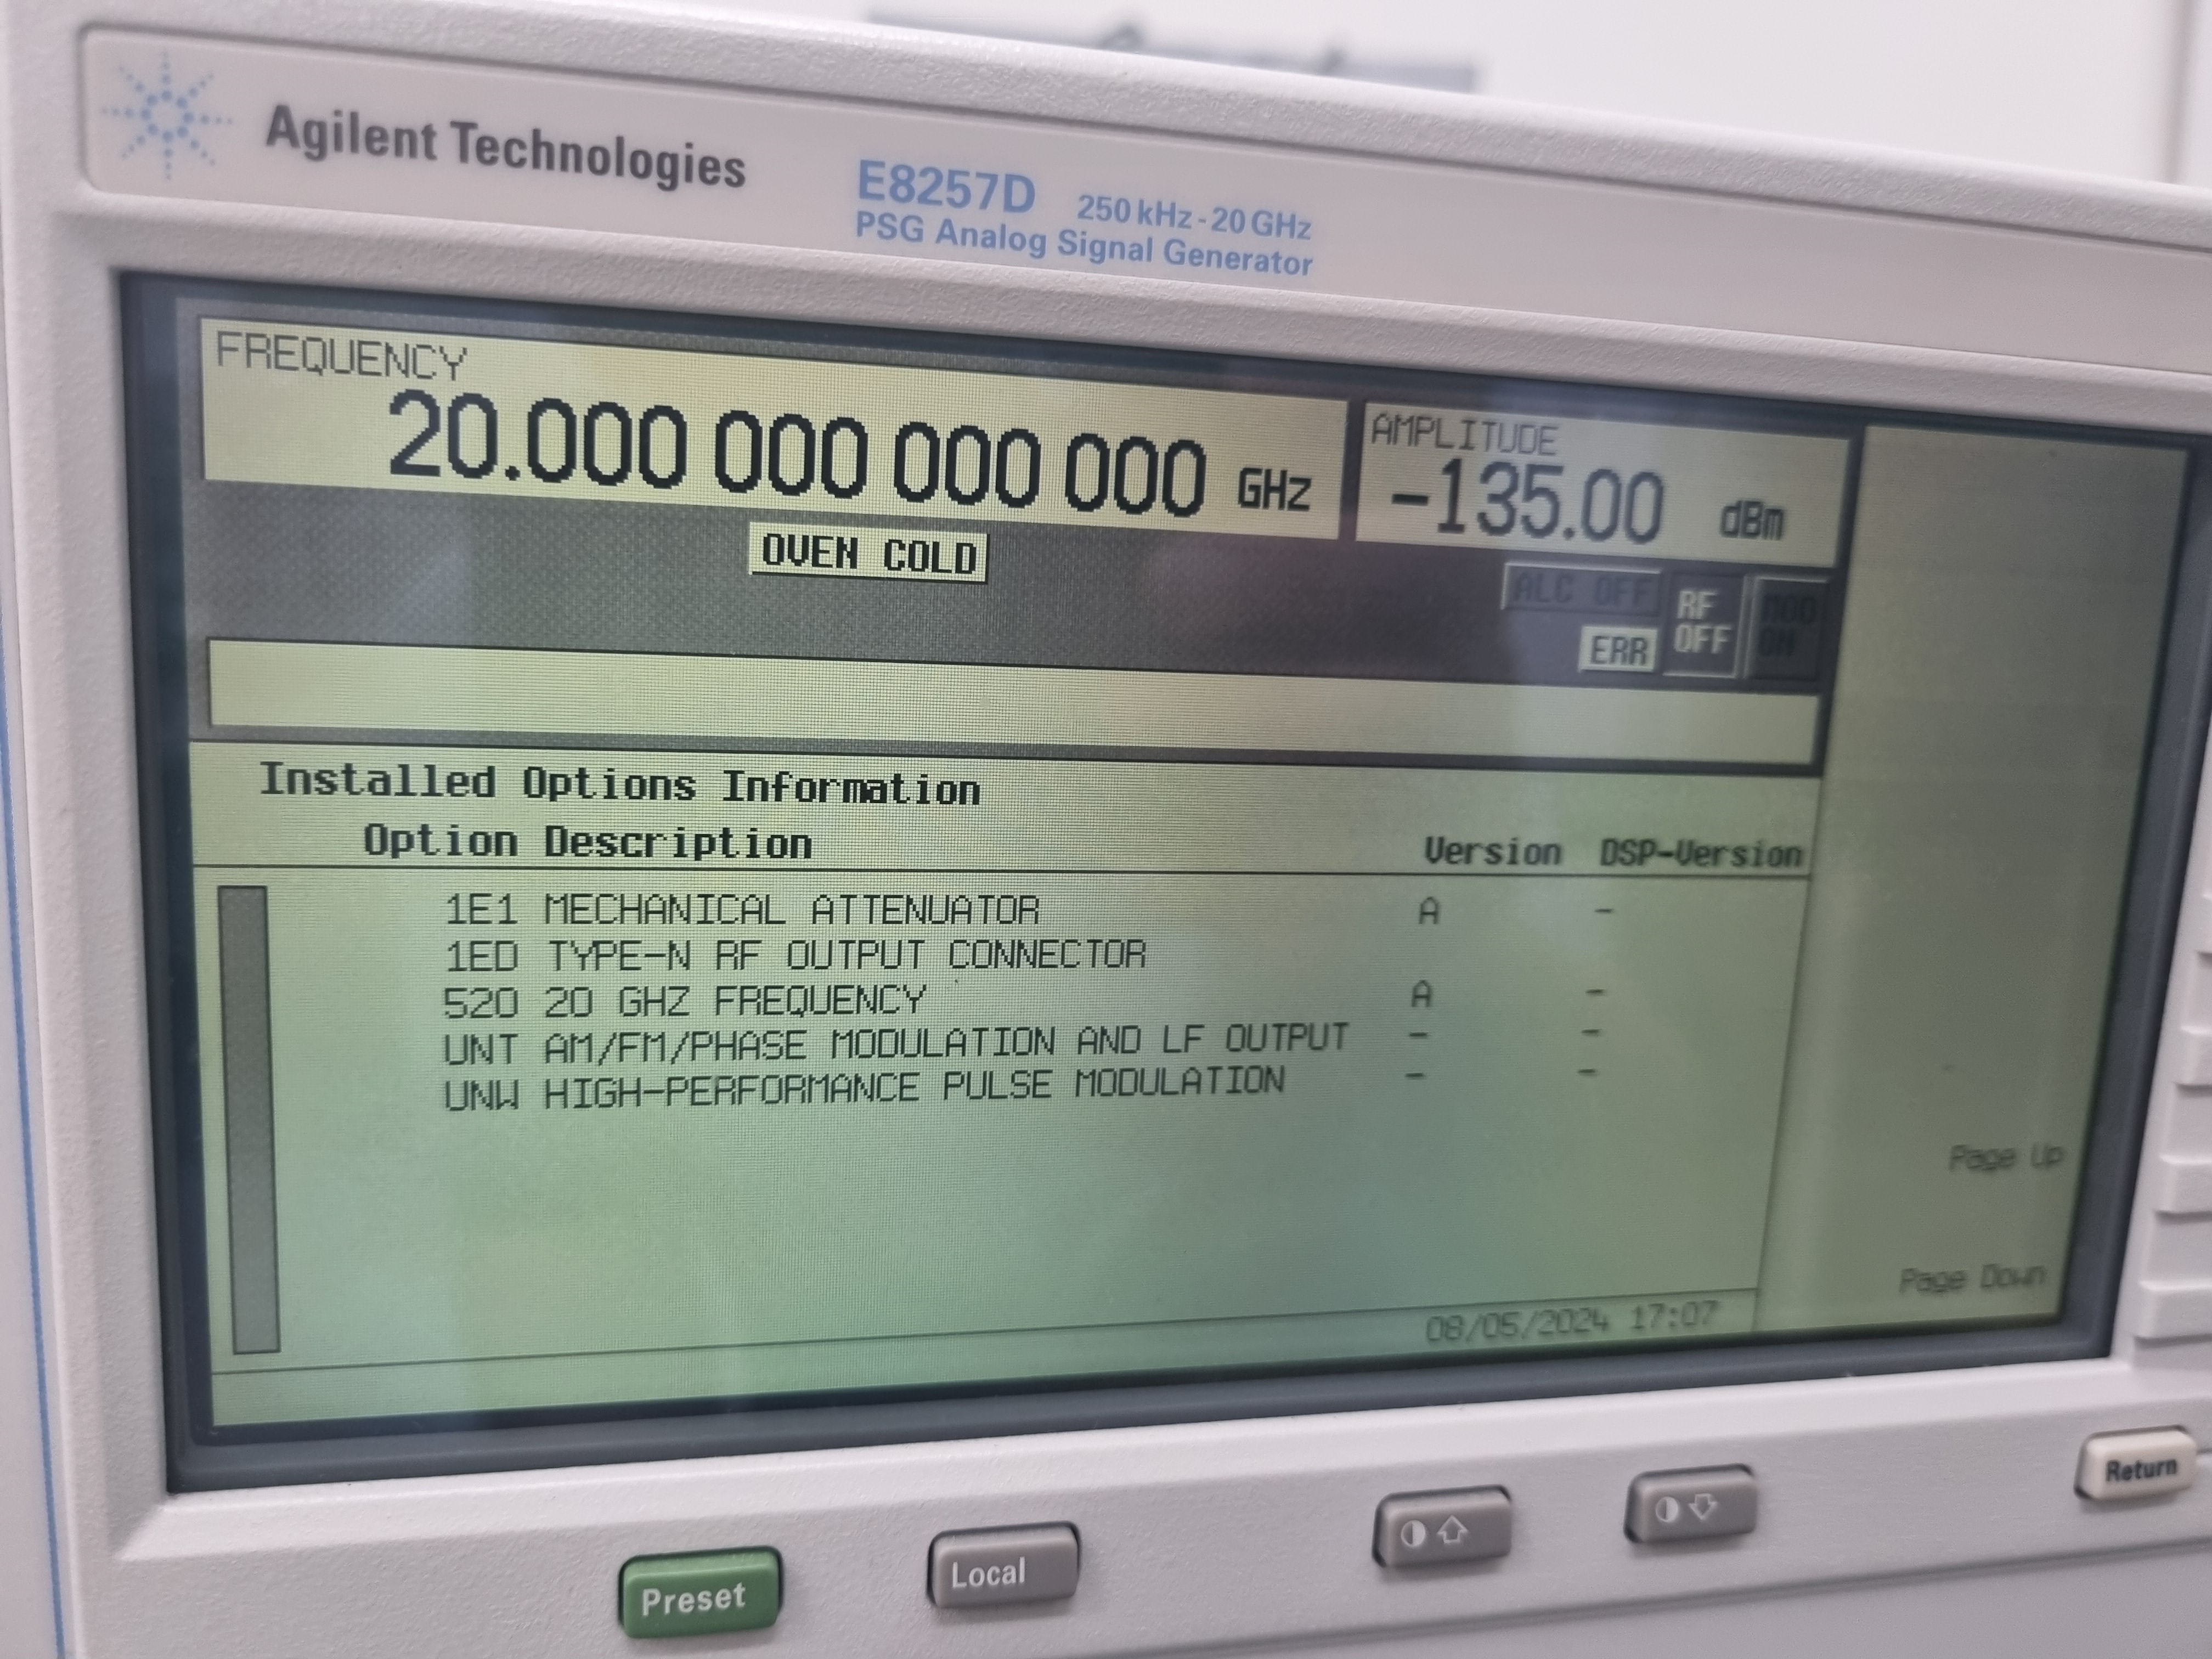 Agilent Technologies
E8257D 250 kHz - 20 GHz
PSG Analog Signal Generator
FREQUENCY
20.000 000 000 000 GHz
AMPLITUDE
-135.00 dBm
OVEN COLD
ALC OFF
RF OFF
MOD ON
ERR
Installed Options Information
Option Description Version DSP-Version
1E1 MECHANICAL ATTENUATOR A -
1ED TYPE-N RF OUTPUT CONNECTOR
520 20 GHZ FREQUENCY A -
UNT AM/FM/PHASE MODULATION AND LF OUTPUT - -
UNW HIGH-PERFORMANCE PULSE MODULATION - -
Page Up
Page Down
08/05/2024 17:07
Preset
Local
Return